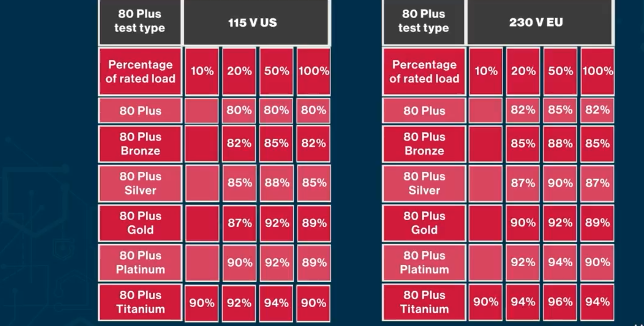 80 Plus test type 115 V US
Percentage of rated load 10% 20% 50% 100%
80 Plus 80% 80% 80%
80 Plus Bronze 82% 85% 82%
80 Plus Silver 85% 88% 85%
80 Plus Gold 87% 92% 89%
80 Plus Platinum 90% 92% 89%
80 Plus Titanium 90% 92% 94% 90%
80 Plus test type 230 V EU
Percentage of rated load 10% 20% 50% 100%
80 Plus 82% 85% 82%
80 Plus Bronze 85% 88% 85%
80 Plus Silver 87% 90% 87%
80 Plus Gold 90% 92% 89%
80 Plus Platinum 92% 94% 90%
80 Plus Titanium 90% 94% 96% 94%